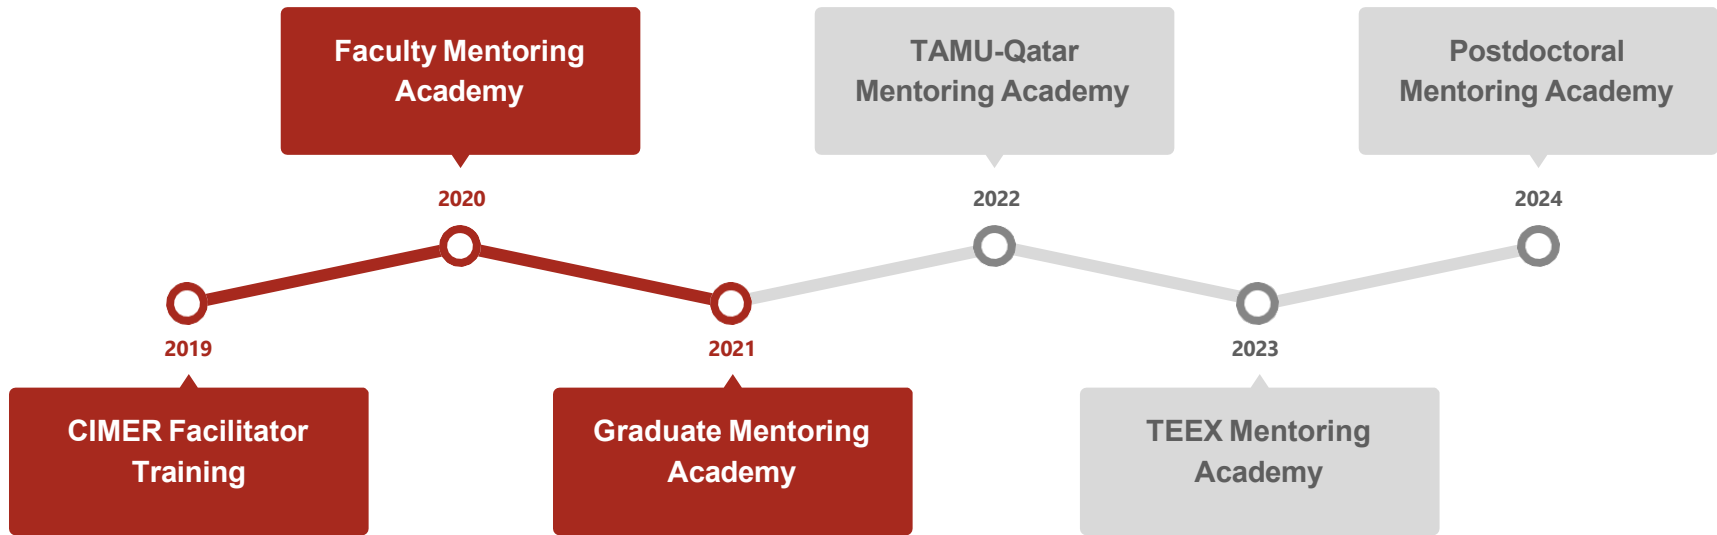 Faculty Mentoring
Academy
TAMU-Qatar
Mentoring Academy
Postdoctoral
Mentoring Academy
2020
2022
2024
2019
2021
2023
CIMER Facilitator
Training
Graduate Mentoring
Academy
TEEX Mentoring
Academy